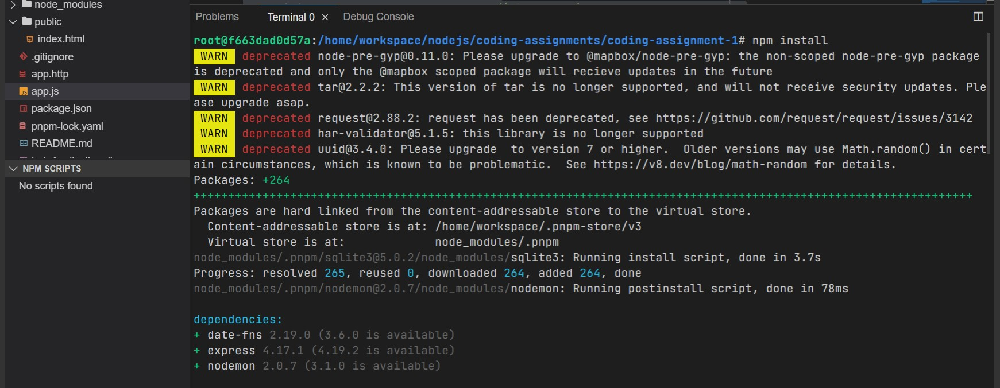 node_modules
public
index.html
.gitignore
app.http
app.js
package.json
pnpm-lock.yaml
README.md
NPM SCRIPTS
No scripts found
Problems Terminal 0 × Debug Console
root@f663dad0d57a:/home/workspace/nodejs/coding-assignments/coding-assignment-1# npm install
WARN deprecated node-pre-gyp@0.11.0: Please upgrade to @mapbox/node-pre-gyp: the non-scoped node-pre-gyp package
is deprecated and only the @mapbox scoped package will recieve updates in the future
WARN deprecated tar@2.2.2: This version of tar is no longer supported, and will not receive security updates. Ple
ase upgrade asap.
WARN deprecated request@2.88.2: request has been deprecated, see https://github.com/request/request/issues/3142
WARN deprecated har-validator@5.1.5: this library is no longer supported
WARN deprecated uuid@3.4.0: Please upgrade  to version 7 or higher.  Older versions may use Math.random() in cert
ain circumstances, which is known to be problematic.  See https://v8.dev/blog/math-random for details.
Packages: +264
+++++++++++++++++++++++++++++++++++++++++++++++++++++++++++++++++++++++++++++++++++++++++++++++++++++++++++++++++
Packages are hard linked from the content-addressable store to the virtual store.
Content-addressable store is at: /home/workspace/.pnpm-store/v3
Virtual store is at:             node_modules/.pnpm
node_modules/.pnpm/sqlite3@5.0.2/node_modules/sqlite3: Running install script, done in 3.7s
Progress: resolved 265, reused 0, downloaded 264, added 264, done
node_modules/.pnpm/nodemon@2.0.7/node_modules/nodemon: Running postinstall script, done in 78ms
dependencies:
+ date-fns 2.19.0 (3.6.0 is available)
+ express 4.17.1 (4.19.2 is available)
+ nodemon 2.0.7 (3.1.0 is available)